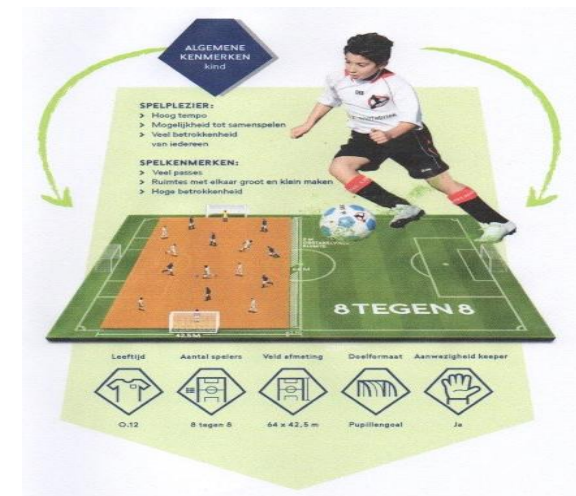 ALGEMENE
KENMERKEN
kind
SPELPLEZIER:
> Hoog tempo
> Mogelijkheid tot samenspelen
> Veel betrokkenheid
van iedereen
SPELKENMERKEN:
> Veel passes
> Ruimtes met elkaar groot en klein maken
> Hoge betrokkenheid
8 TEGEN 8
Leeftijd Aantal spelers Veld afmeting Doelformaat Aanwezigheid keeper
O.12 8 tegen 8 64 x 42,5 m Pupillengoal Ja